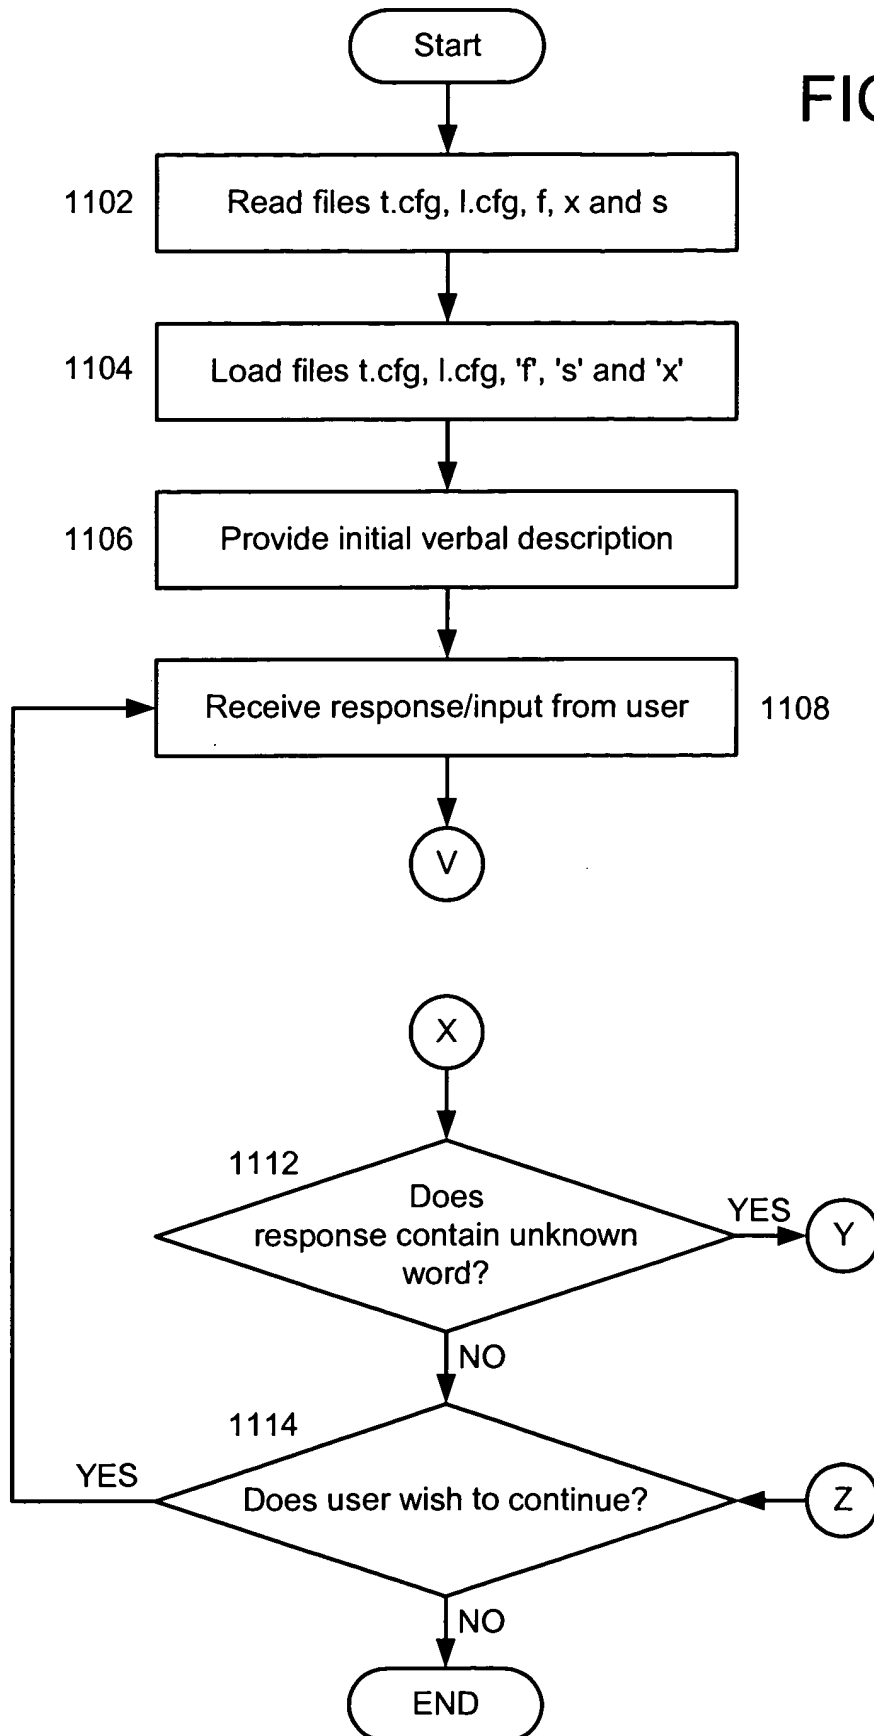 Start
FIG
1102
Read files t.cfg, l.cfg, f, x and s
1104
Load files t.cfg, l.cfg, 'f', 's' and 'x'
1106
Provide initial verbal description
Receive response/input from user
1108
V
X
1112
Does
response contain unknown
word?
YES
Y
NO
1114
YES
Does user wish to continue?
Z
NO
END